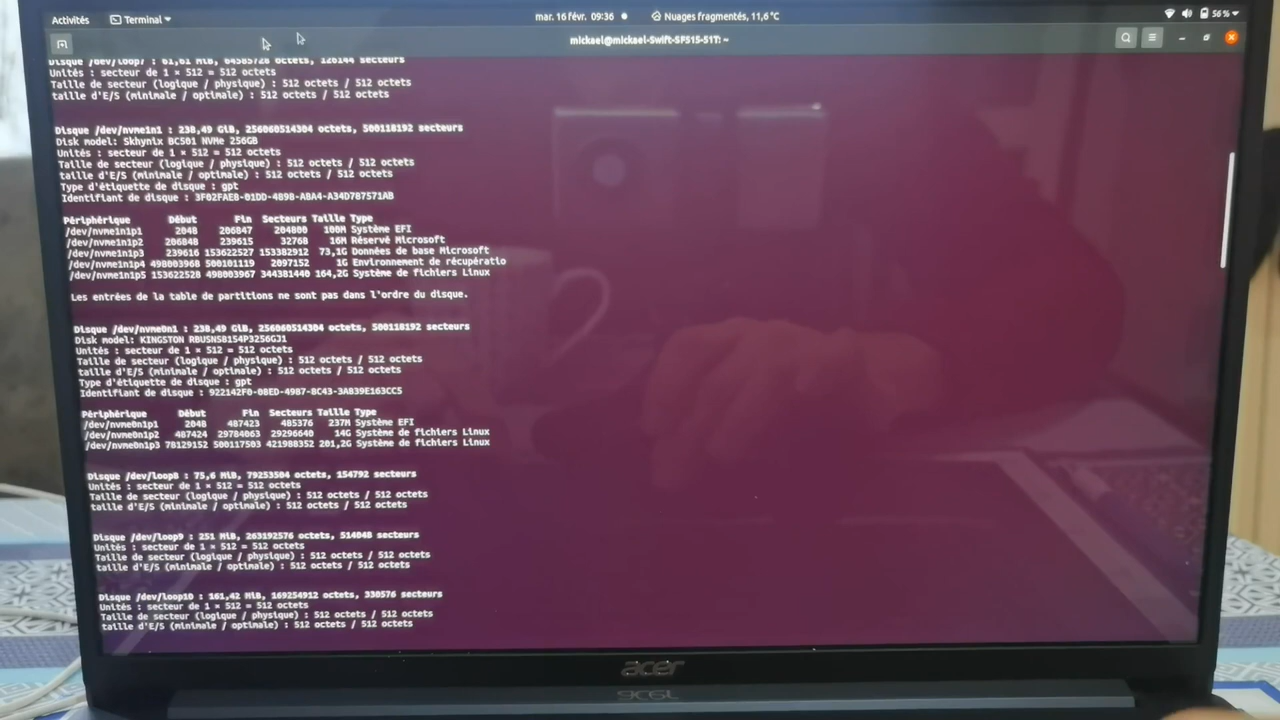 Activités
Terminal
mar. 16 févr. 09:36
Nuages fragmentés, 11,6 °C
56 %
mickael@mickael-Swift-SF515-51T: ~
Disque /dev/loop7 : 61,61 MiB, 64585728 octets, 126144 secteurs
Unités : secteur de 1 × 512 = 512 octets
Taille de secteur (logique / physique) : 512 octets / 512 octets
taille d'E/S (minimale / optimale) : 512 octets / 512 octets
Disque /dev/nvme1n1 : 238,49 GiB, 256060514304 octets, 500118192 secteurs
Disk model: Skhynix BC501 NVMe 256GB
Unités : secteur de 1 × 512 = 512 octets
Taille de secteur (logique / physique) : 512 octets / 512 octets
taille d'E/S (minimale / optimale) : 512 octets / 512 octets
Type d'étiquette de disque : gpt
Identifiant de disque : 3F02FAE8-01DD-4B98-ABA4-A34D787571AB
Périphérique Début Fin Secteurs Taille Type
/dev/nvme1n1p1 2048 206847 204800 100M Système EFI
/dev/nvme1n1p2 206848 239615 32768 16M Réservé Microsoft
/dev/nvme1n1p3 239616 153622527 153382912 73,1G Données de base Microsoft
/dev/nvme1n1p4 498003968 500101119 2097152 1G Environnement de récupératio
/dev/nvme1n1p5 153622528 498003967 344381440 164,2G Système de fichiers Linux
Les entrées de la table de partitions ne sont pas dans l'ordre du disque.
Disque /dev/nvme0n1 : 238,49 GiB, 256060514304 octets, 500118192 secteurs
Disk model: KINGSTON RBUSNS8154P3256GJ1
Unités : secteur de 1 × 512 = 512 octets
Taille de secteur (logique / physique) : 512 octets / 512 octets
taille d'E/S (minimale / optimale) : 512 octets / 512 octets
Type d'étiquette de disque : gpt
Identifiant de disque : 922142F0-0BED-4987-8C43-3AB39E163CC5
Périphérique Début Fin Secteurs Taille Type
/dev/nvme0n1p1 2048 487423 485376 237M Système EFI
/dev/nvme0n1p2 487424 29784063 29296640 14G Système de fichiers Linux
/dev/nvme0n1p3 78129152 500117503 421988352 201,2G Système de fichiers Linux
Disque /dev/loop8 : 75,6 MiB, 79253504 octets, 154792 secteurs
Unités : secteur de 1 × 512 = 512 octets
Taille de secteur (logique / physique) : 512 octets / 512 octets
taille d'E/S (minimale / optimale) : 512 octets / 512 octets
Disque /dev/loop9 : 251 MiB, 263192576 octets, 514048 secteurs
Unités : secteur de 1 × 512 = 512 octets
Taille de secteur (logique / physique) : 512 octets / 512 octets
taille d'E/S (minimale / optimale) : 512 octets / 512 octets
Disque /dev/loop10 : 161,42 MiB, 169254912 octets, 330576 secteurs
Unités : secteur de 1 × 512 = 512 octets
Taille de secteur (logique / physique) : 512 octets / 512 octets
taille d'E/S (minimale / optimale) : 512 octets / 512 octets
acer